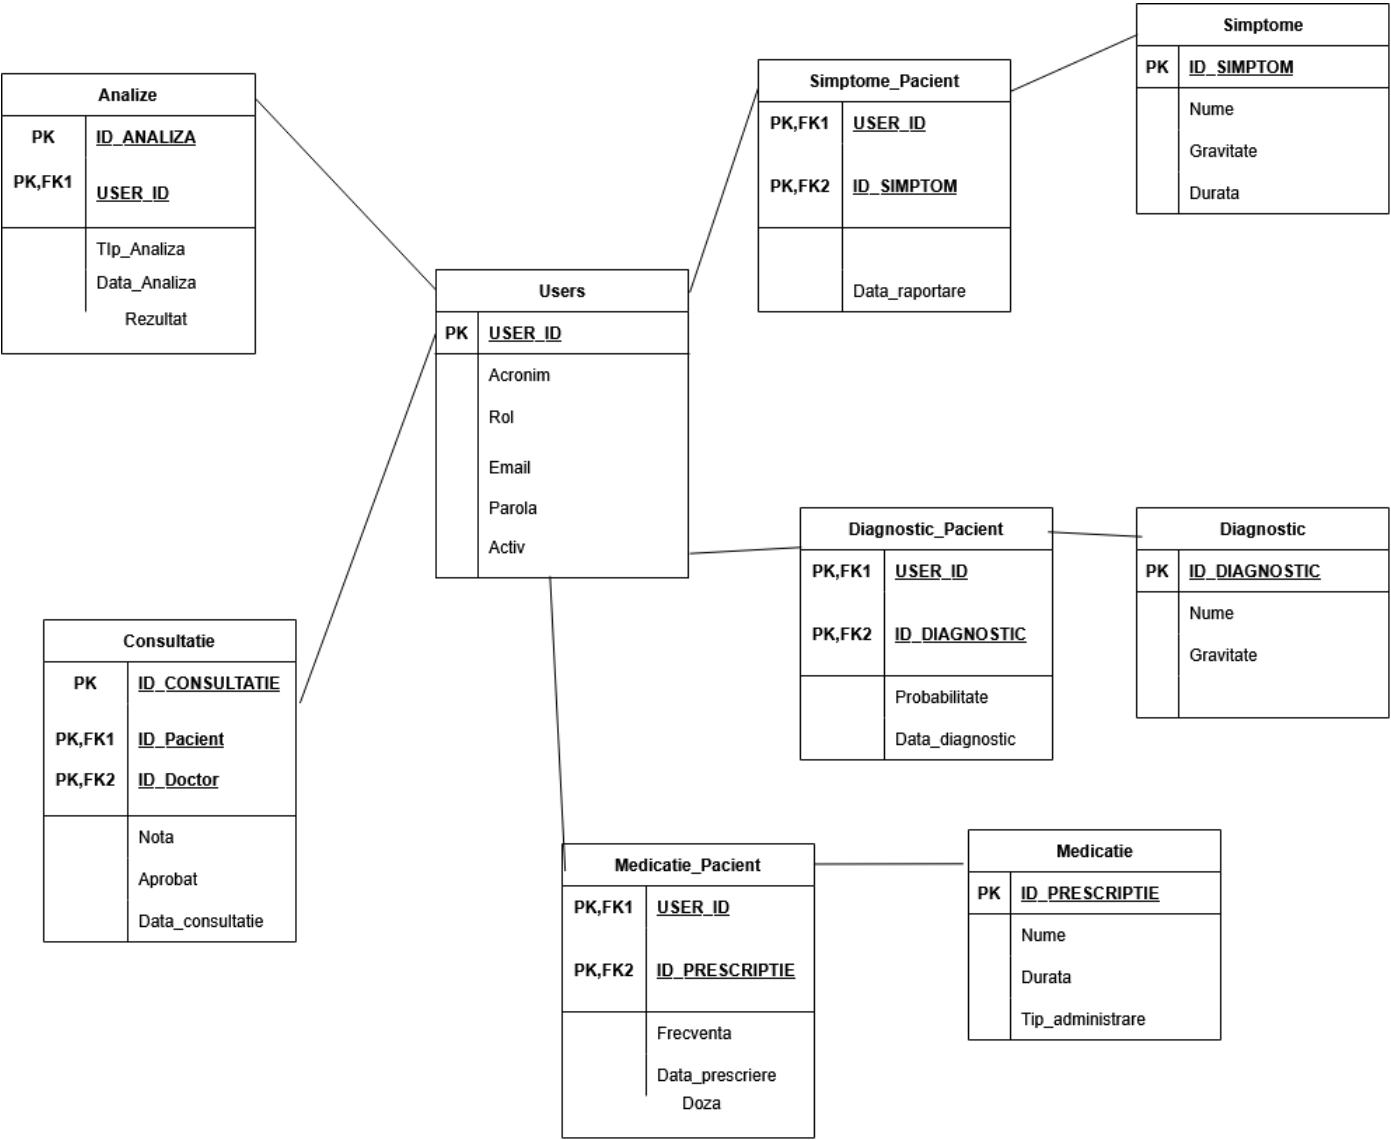 Simptome
PK ID_SIMPTOM
Nume
Gravitate
Durata
Simptome_Pacient
PK,FK1 USER_ID
PK,FK2 ID_SIMPTOM
Data_raportare
Analize
PK ID_ANALIZA
PK,FK1 USER_ID
TIp_Analiza
Data_Analiza
Rezultat
Users
PK USER_ID
Acronim
Rol
Email
Parola
Activ
Diagnostic_Pacient
PK,FK1 USER_ID
PK,FK2 ID_DIAGNOSTIC
Probabilitate
Data_diagnostic
Diagnostic
PK ID_DIAGNOSTIC
Nume
Gravitate
Consultatie
PK ID_CONSULTATIE
PK,FK1 ID_Pacient
PK,FK2 ID_Doctor
Nota
Aprobat
Data_consultatie
Medicatie_Pacient
PK,FK1 USER_ID
PK,FK2 ID_PRESCRIPTIE
Frecventa
Data_prescriere
Doza
Medicatie
PK ID_PRESCRIPTIE
Nume
Durata
Tip_administrare